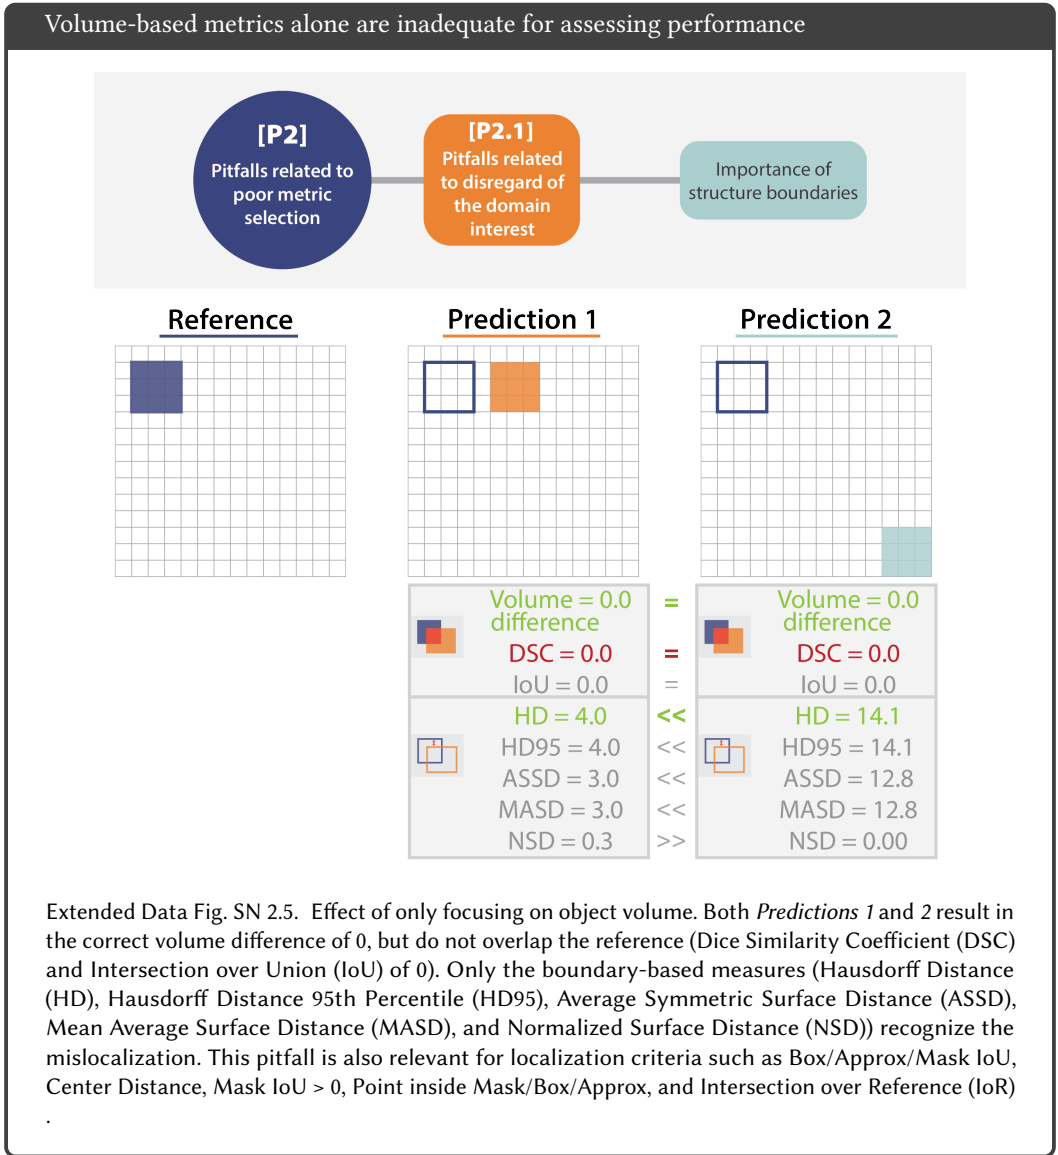 Volume-based metrics alone are inadequate for assessing performance
[P2]
Pitfalls related to
poor metric
selection
[P2.1]
Pitfalls related
to disregard of
the domain
interest
Importance of
structure boundaries
Reference
Prediction 1
Prediction 2
Volume = 0.0 = Volume = 0.0
difference difference
DSC = 0.0 = DSC = 0.0
IoU = 0.0 = IoU = 0.0
HD = 4.0 << HD = 14.1
HD95 = 4.0 << HD95 = 14.1
ASSD = 3.0 << ASSD = 12.8
MASD = 3.0 << MASD = 12.8
NSD = 0.3 >> NSD = 0.00
Extended Data Fig. SN 2.5. Effect of only focusing on object volume. Both Predictions 1 and 2 result in
the correct volume difference of 0, but do not overlap the reference (Dice Similarity Coefficient (DSC)
and Intersection over Union (IoU) of 0). Only the boundary-based measures (Hausdorff Distance
(HD), Hausdorff Distance 95th Percentile (HD95), Average Symmetric Surface Distance (ASSD),
Mean Average Surface Distance (MASD), and Normalized Surface Distance (NSD)) recognize the
mislocalization. This pitfall is also relevant for localization criteria such as Box/Approx/Mask IoU,
Center Distance, Mask IoU > 0, Point inside Mask/Box/Approx, and Intersection over Reference (IoR)
.